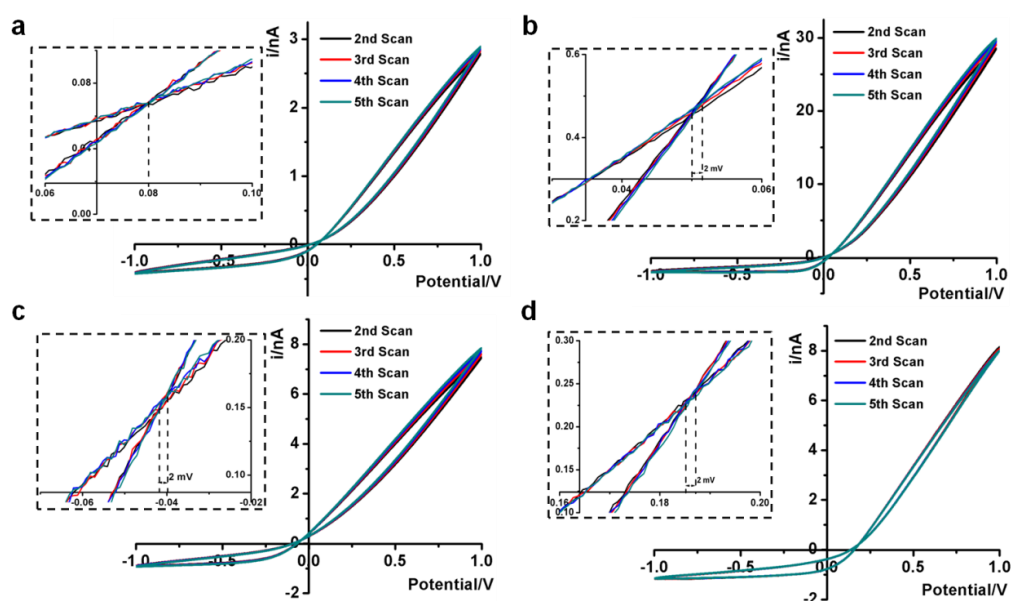 a
i/nA
3
2
1
0
-1.0
-0.5
0
0.5
1.0
Potential/V
2nd Scan
3rd Scan
4th Scan
5th Scan
0.08
0.04
0.00
0.06
0.08
0.10
b
i/nA
30
20
10
0
-1.0
-0.5
0
0.5
1.0
Potential/V
2nd Scan
3rd Scan
4th Scan
5th Scan
0.6
0.5
0.4
0.3
0.2
0.04
0.06
2 mV
c
i/nA
8
6
4
2
0
-2
-1.0
-0.5
0
0.5
1.0
Potential/V
2nd Scan
3rd Scan
4th Scan
5th Scan
0.20
0.15
0.10
-0.06
-0.04
-0.02
2 mV
d
i/nA
8
6
4
2
0
-2
-1.0
-0.5
0
0.5
1.0
Potential/V
2nd Scan
3rd Scan
4th Scan
5th Scan
0.30
0.25
0.20
0.15
0.10
0.16
0.18
0.20
2 mV